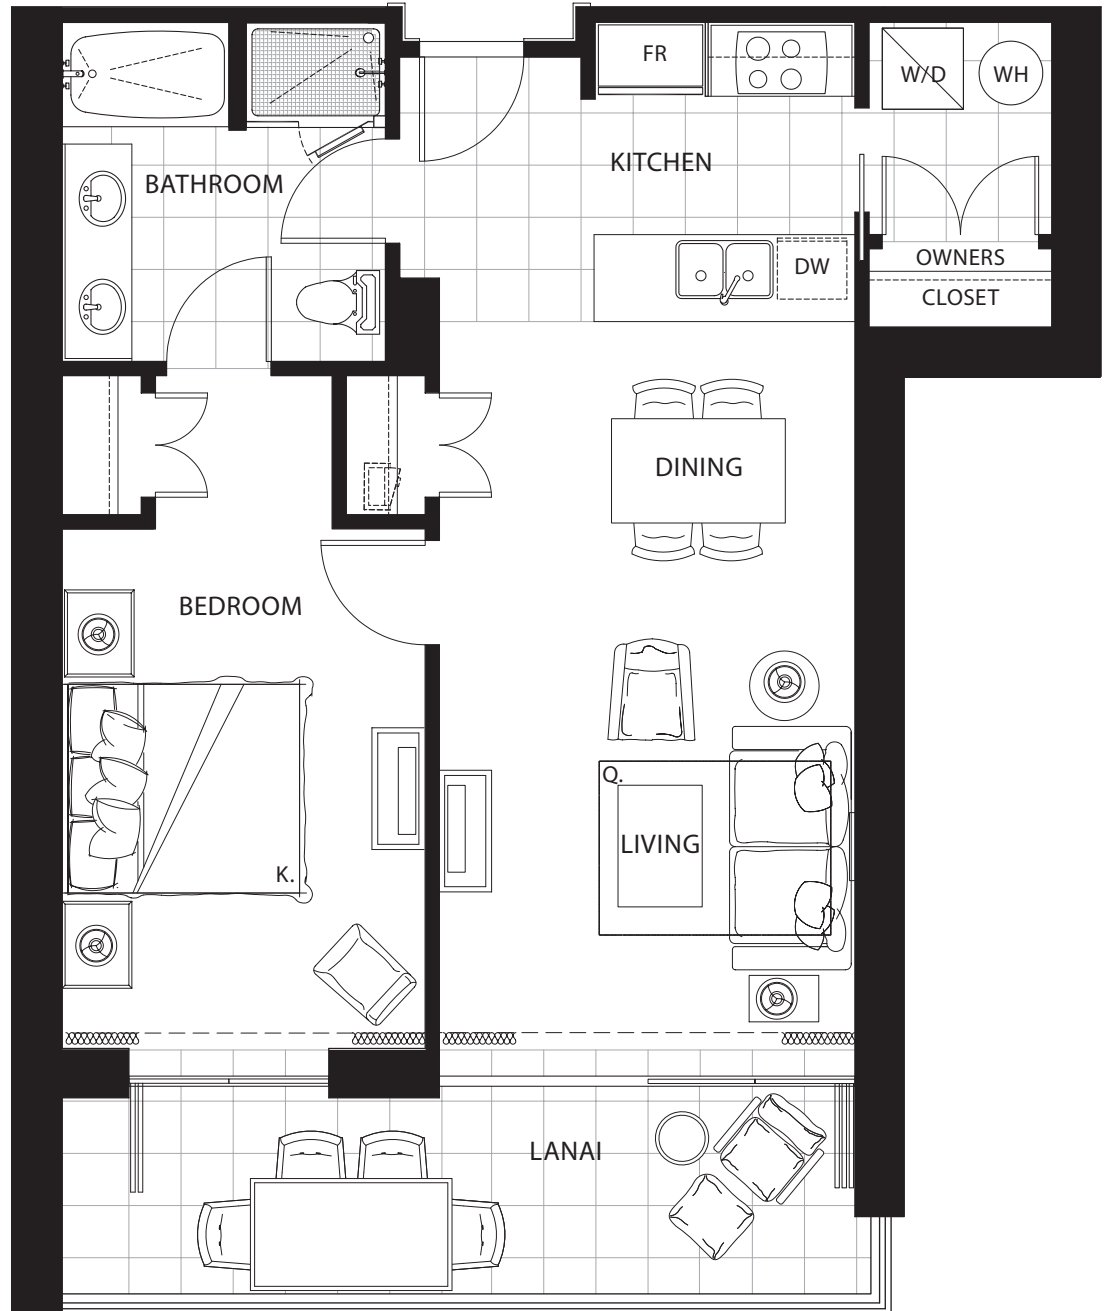 FR
W/D
WH
KITCHEN
BATHROOM
OWNERS
DW
CLOSET
DINING
BEDROOM
Q.
LIVING
K.
LANAI